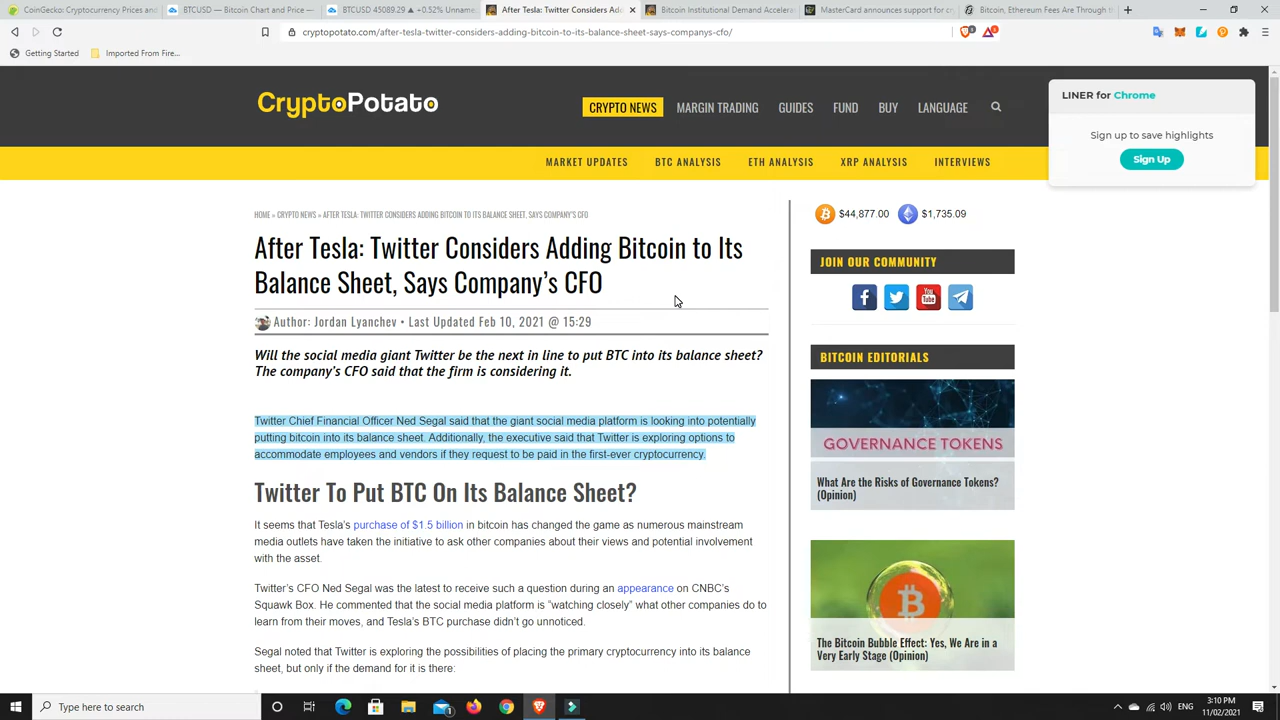 CoinGecko: Cryptocurrency Prices and
BTCUSD — Bitcoin Chart and Price —
BTCUSD 45089.29 ▲ +0.52% Unname
After Tesla: Twitter Considers Add
Bitcoin Institutional Demand Accelera
MasterCard announces support for cr
Bitcoin, Ethereum Fees Are Through t
cryptopotato.com/after-tesla-twitter-considers-adding-bitcoin-to-its-balance-sheet-says-companys-cfo/
Getting Started
Imported From Fire...
CryptoPotato
CRYPTO NEWS
MARGIN TRADING
GUIDES
FUND
BUY
LANGUAGE
LINER for Chrome
Sign up to save highlights
Sign Up
MARKET UPDATES
BTC ANALYSIS
ETH ANALYSIS
XRP ANALYSIS
INTERVIEWS
HOME » CRYPTO NEWS » AFTER TESLA: TWITTER CONSIDERS ADDING BITCOIN TO ITS BALANCE SHEET, SAYS COMPANY'S CFO
After Tesla: Twitter Considers Adding Bitcoin to Its
Balance Sheet, Says Company's CFO
Author: Jordan Lyanchev • Last Updated Feb 10, 2021 @ 15:29
Will the social media giant Twitter be the next in line to put BTC into its balance sheet?
The company's CFO said that the firm is considering it.
Twitter Chief Financial Officer Ned Segal said that the giant social media platform is looking into potentially
putting bitcoin into its balance sheet. Additionally, the executive said that Twitter is exploring options to
accommodate employees and vendors if they request to be paid in the first-ever cryptocurrency.
Twitter To Put BTC On Its Balance Sheet?
It seems that Tesla's purchase of $1.5 billion in bitcoin has changed the game as numerous mainstream
media outlets have taken the initiative to ask other companies about their views and potential involvement
with the asset.
Twitter's CFO Ned Segal was the latest to receive such a question during an appearance on CNBC's
Squawk Box. He commented that the social media platform is "watching closely" what other companies do to
learn from their moves, and Tesla's BTC purchase didn't go unnoticed.
Segal noted that Twitter is exploring the possibilities of placing the primary cryptocurrency into its balance
sheet, but only if the demand for it is there:
$44,877.00
$1,735.09
JOIN OUR COMMUNITY
You Tube
BITCOIN EDITORIALS
GOVERNANCE TOKENS
What Are the Risks of Governance Tokens?
(Opinion)
The Bitcoin Bubble Effect: Yes, We Are in a
Very Early Stage (Opinion)
Type here to search
ENG
3:10 PM
11/02/2021